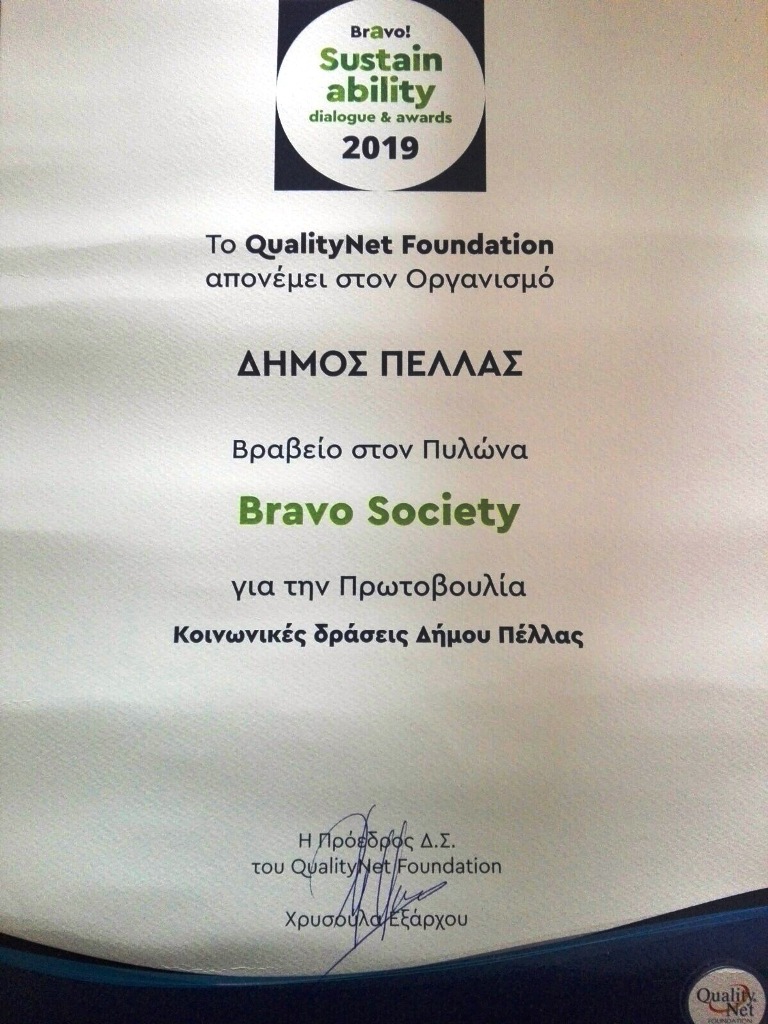 Bravo!
Sustain
ability
dialogue & awards
2019
Το QualityNet Foundation
απονέμει στον Οργανισμό
ΔΗΜΟΣ ΠΕΛΛΑΣ
Βραβείο στον Πυλώνα
Bravo Society
για την Πρωτοβουλία
Κοινωνικές δράσεις Δήμου Πέλλας
Η Πρόεδρος Δ.Σ.
του QualityNet Foundation
Χρυσούλα Εξάρχου
Quality
Net
FOUNDATION